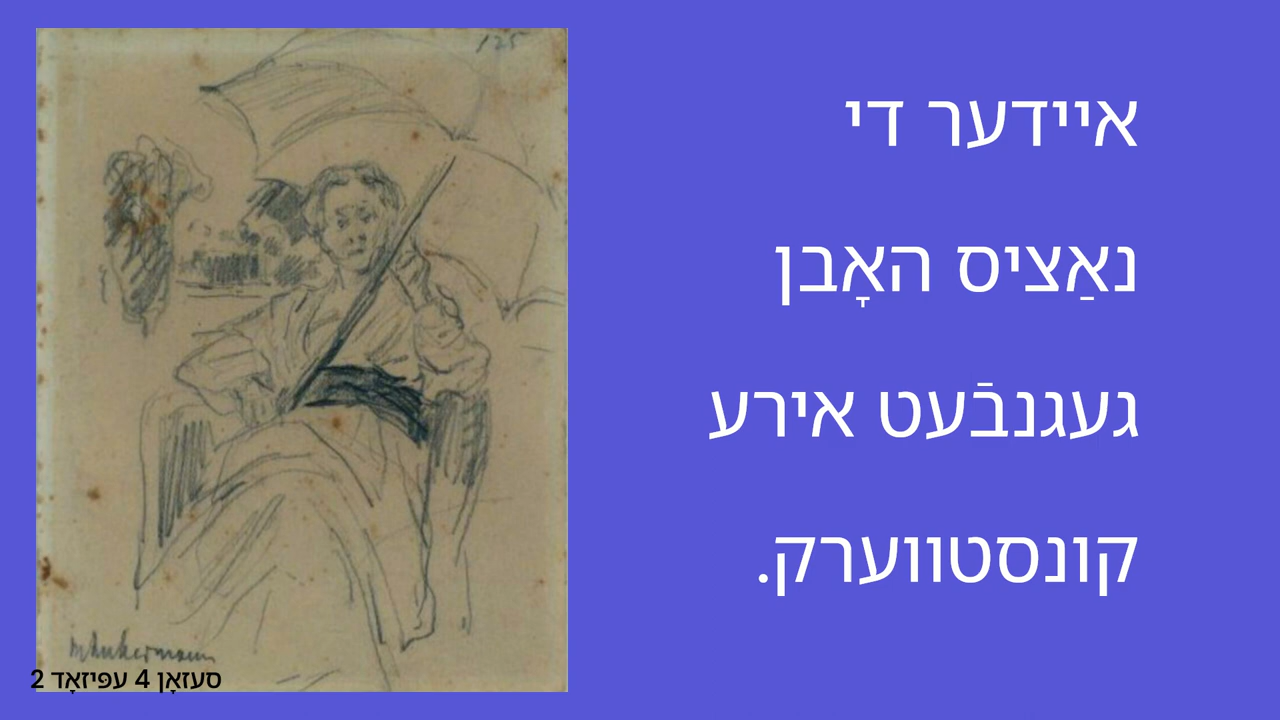 איידער די
נאַציס האָבן
געגנבֿעט אירע
קונסטווערק.
125
סעזאָן 4 עפּיזאָד 2